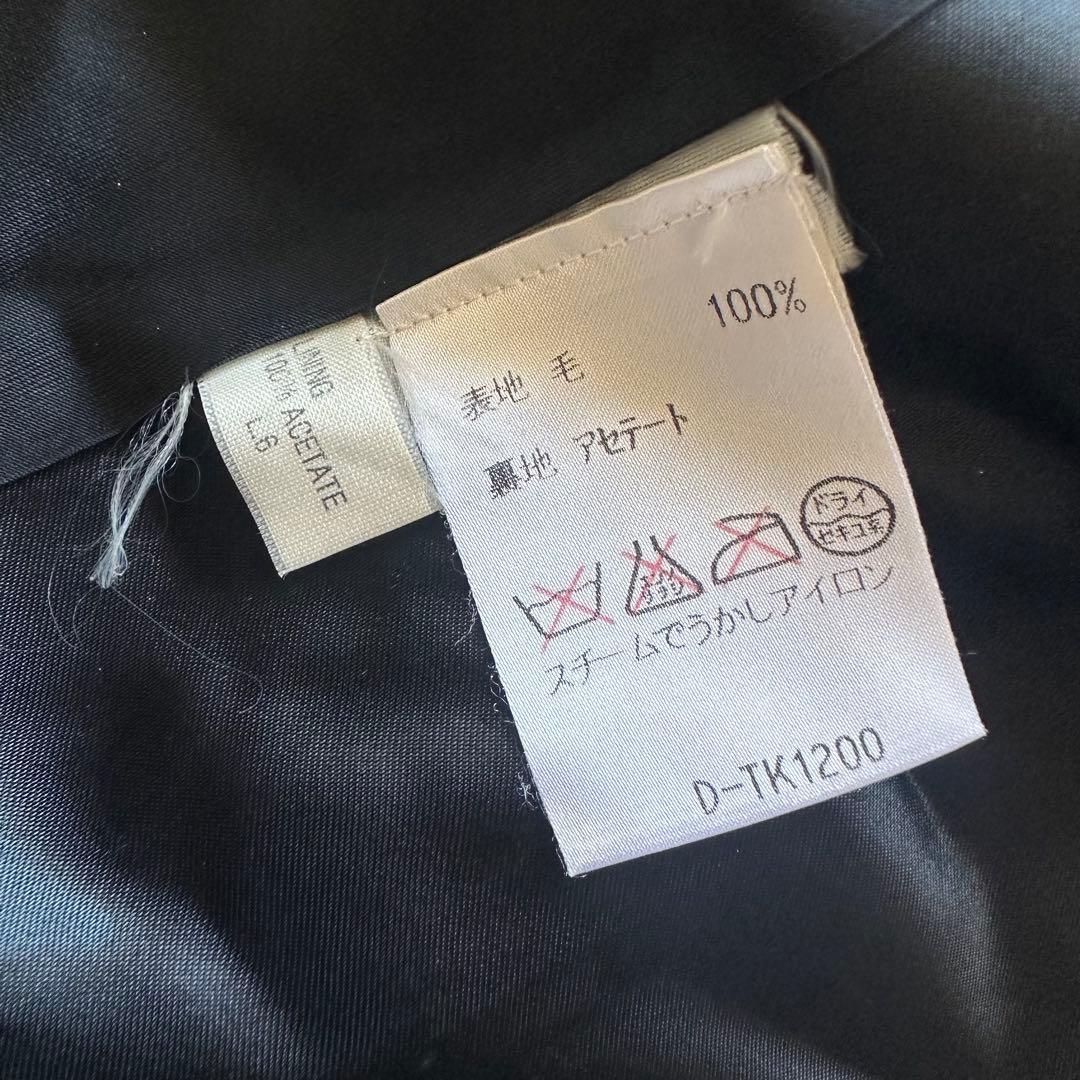 LINING
100% ACETATE
L.6
100%
表地 毛
裏地 アセテート
ドライ
セキユ系
スチームでうかしアイロン
D-TK1200